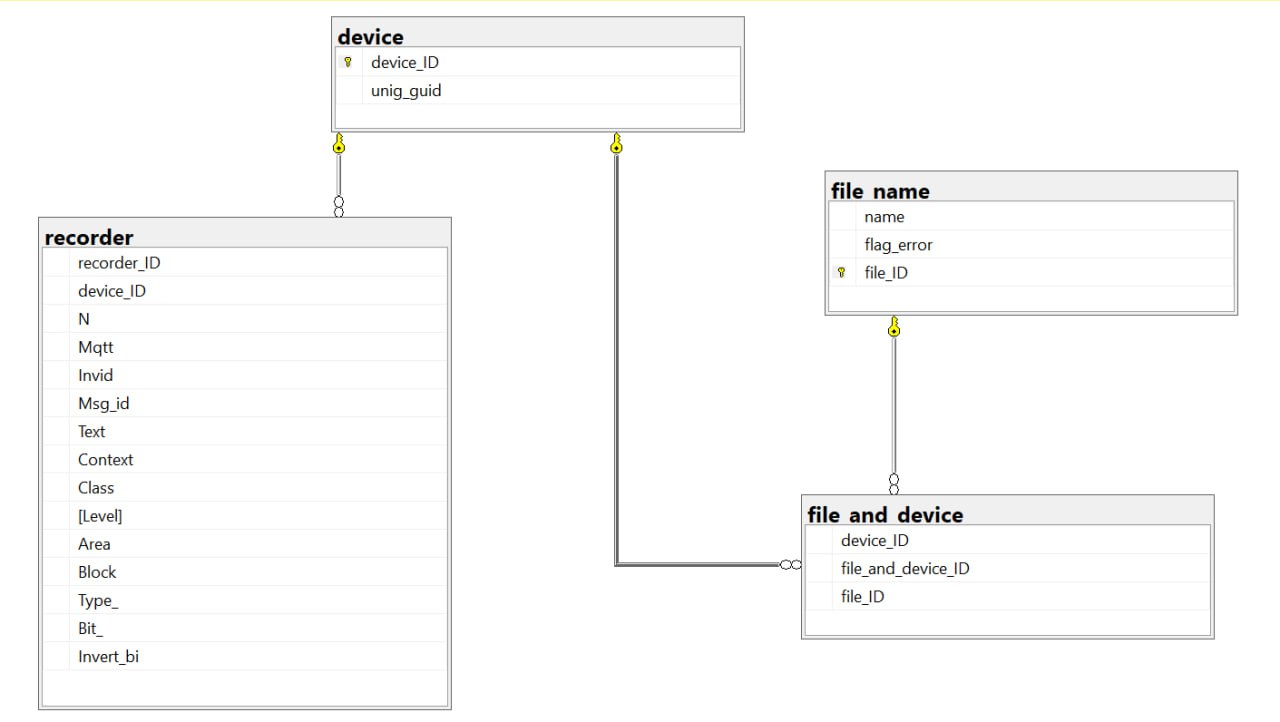 device
device_ID
unig_guid
recorder
recorder_ID
device_ID
N
Mqtt
Invid
Msg_id
Text
Context
Class
[Level]
Area
Block
Type_
Bit_
Invert_bi
file_name
name
flag_error
file_ID
file_and_device
device_ID
file_and_device_ID
file_ID